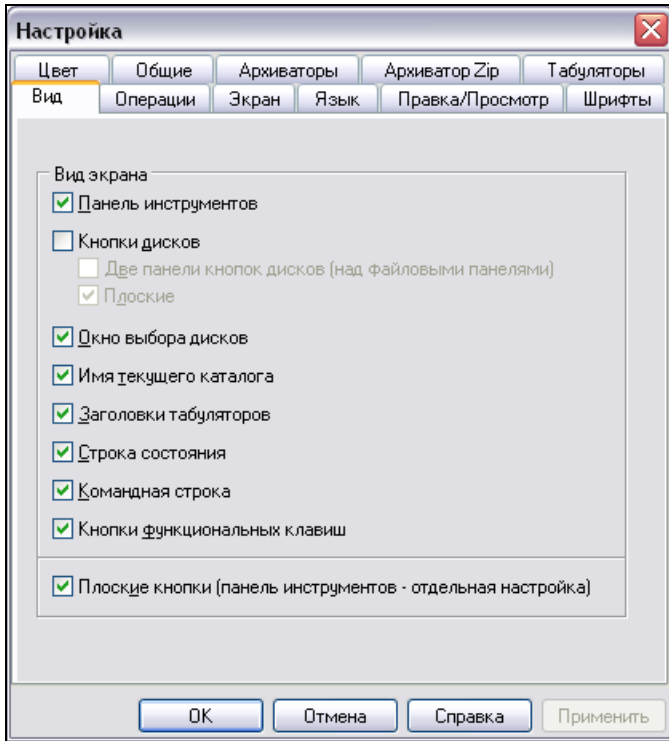 Настройка
Цвет Общие Архиваторы Архиватор Zip Табуляторы
Вид Операции Экран Язык Правка/Просмотр Шрифты
Вид экрана
Панель инструментов
Кнопки дисков
Две панели кнопок дисков (над файловыми панелями)
Плоские
Окно выбора дисков
Имя текущего каталога
Заголовки табуляторов
Строка состояния
Командная строка
Кнопки функциональных клавиш
Плоские кнопки (панель инструментов - отдельная настройка)
OK Отмена Справка Применить